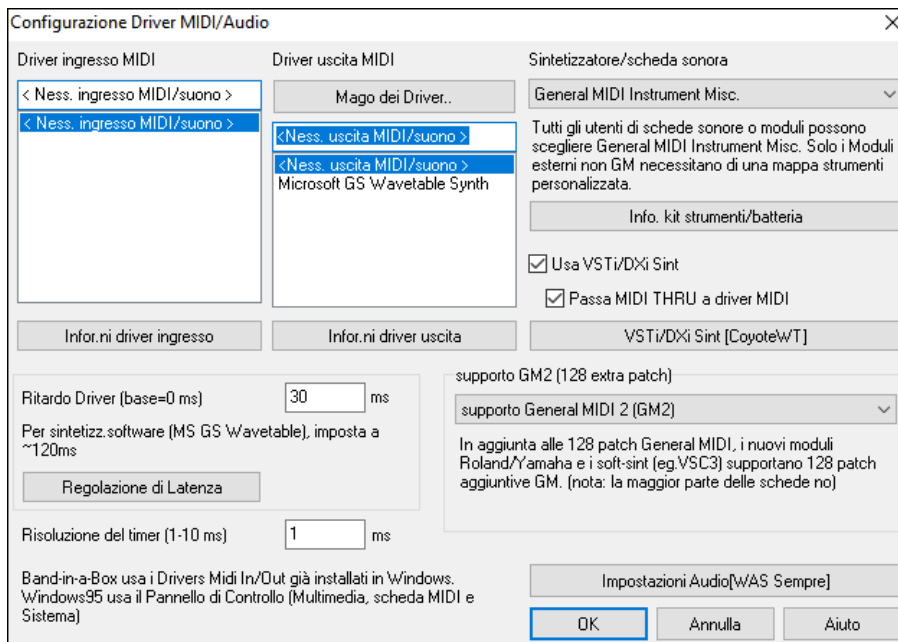 Configurazione Driver MIDI/Audio
Driver ingresso MIDI
< Ness. ingresso MIDI/suono >
< Ness. ingresso MIDI/suono >
Infor.ni driver ingresso
Driver uscita MIDI
Mago dei Driver..
<Ness. uscita MIDI/suono >
<Ness. uscita MIDI/suono >
Microsoft GS Wavetable Synth
Infor.ni driver uscita
Sintetizzatore/scheda sonora
General MIDI Instrument Misc.
Tutti gli utenti di schede sonore o moduli possono
scegliere General MIDI Instrument Misc. Solo i Moduli
esterni non GM necessitano di una mappa strumenti
personalizzata.
Info. kit strumenti/batteria
Usa VSTi/DXi Sint
Passa MIDI THRU a driver MIDI
VSTi/DXi Sint [CoyoteWT]
Ritardo Driver (base=0 ms) 30 ms
Per sintetizz.software (MS GS Wavetable), imposta a
~120ms
Regolazione di Latenza
Risoluzione del timer (1-10 ms) 1 ms
supporto GM2 (128 extra patch)
supporto General MIDI 2 (GM2)
In aggiunta alle 128 patch General MIDI, i nuovi moduli
Roland/Yamaha e i soft-sint (eg.VSC3) supportano 128 patch
aggiuntive GM. (nota: la maggior parte delle schede no)
Band-in-a-Box usa i Drivers Midi In/Out già installati in Windows.
Windows95 usa il Pannello di Controllo (Multimedia, scheda MIDI e
Sistema)
Impostazioni Audio[WAS Sempre]
OK Annulla Aiuto